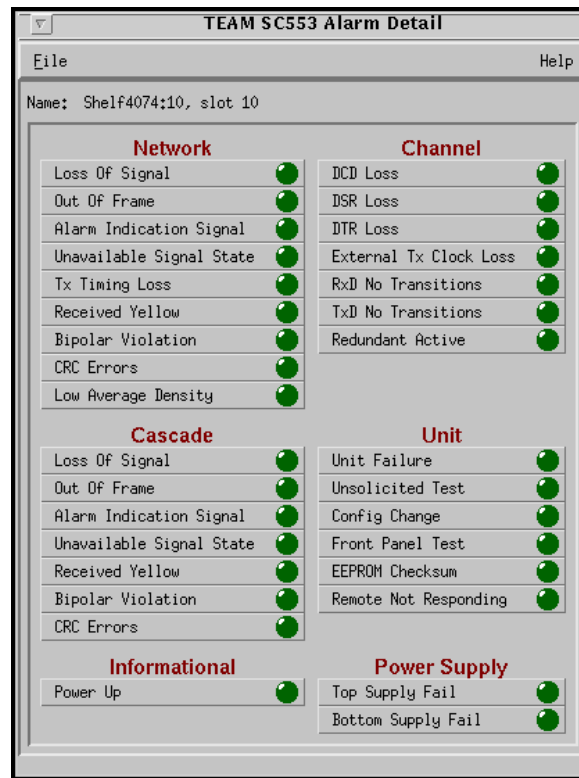 TEAM SC553 Alarm Detail
File Help
Name: Shelf4074:10, slot 10
Network
Loss Of Signal
Out Of Frame
Alarm Indication Signal
Unavailable Signal State
Tx Timing Loss
Received Yellow
Bipolar Violation
CRC Errors
Low Average Density
Channel
DCD Loss
DSR Loss
DTR Loss
External Tx Clock Loss
RxD No Transitions
TxD No Transitions
Redundant Active
Cascade
Loss Of Signal
Out Of Frame
Alarm Indication Signal
Unavailable Signal State
Received Yellow
Bipolar Violation
CRC Errors
Unit
Unit Failure
Unsolicited Test
Config Change
Front Panel Test
EEPROM Checksum
Remote Not Responding
Informational
Power Up
Power Supply
Top Supply Fail
Bottom Supply Fail